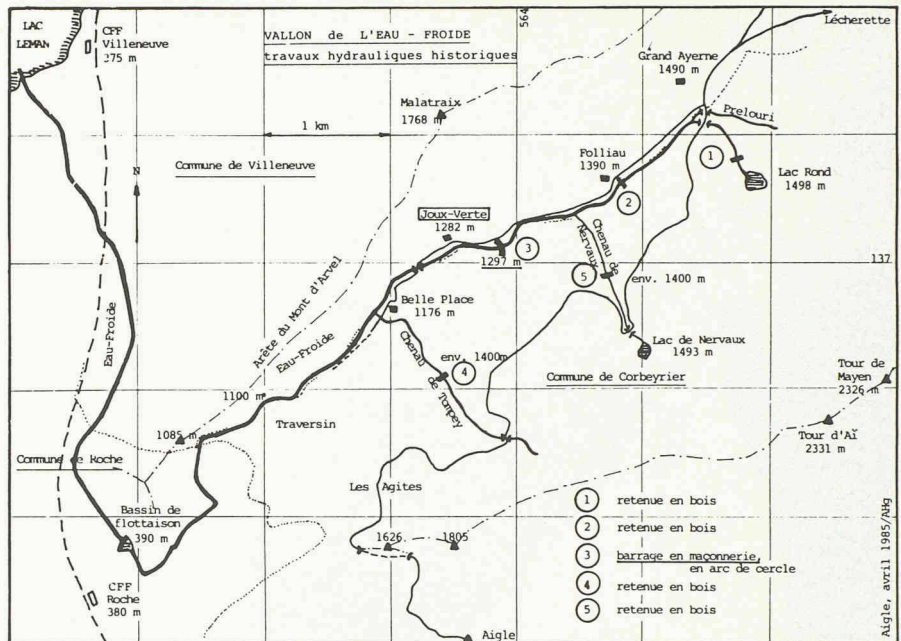 LAC
LEMAN
CFF
Villeneuve
375 m
VALLON de L'EAU - FROIDE
travaux hydrauliques historiques
564
Lécherette
Grand Ayerne
1490 m
Malatraix
1768 m
Prelouri
1 km
Commune de Villeneuve
N
Folliau
1390 m
1
Lac Rond
1498 m
2
Joux-Verte
1282 m
3
1297 m
Chenau de
Nervaux
137
5
env. 1400 m
Arête du Mont d'Arvel
Belle Place
1176 m
Eau-Froide
Eau-Froide
Lac de Nervaux
1493 m
Chenau de Tompey
env. 1400m
4
Commune de Corbeyrier
Tour de
Mayen
2326 m
1100 m
1085 m
Traversin
Tour d'Aï
2331 m
Commune de Roche
Les Agites
Bassin de
flottaison
390 m
1626
1805
CFF
Roche
380 m
Aigle
1 retenue en bois
2 retenue en bois
3 barrage en maçonnerie,
en arc de cercle
4 retenue en bois
5 retenue en bois
Aigle, avril 1985/AHg